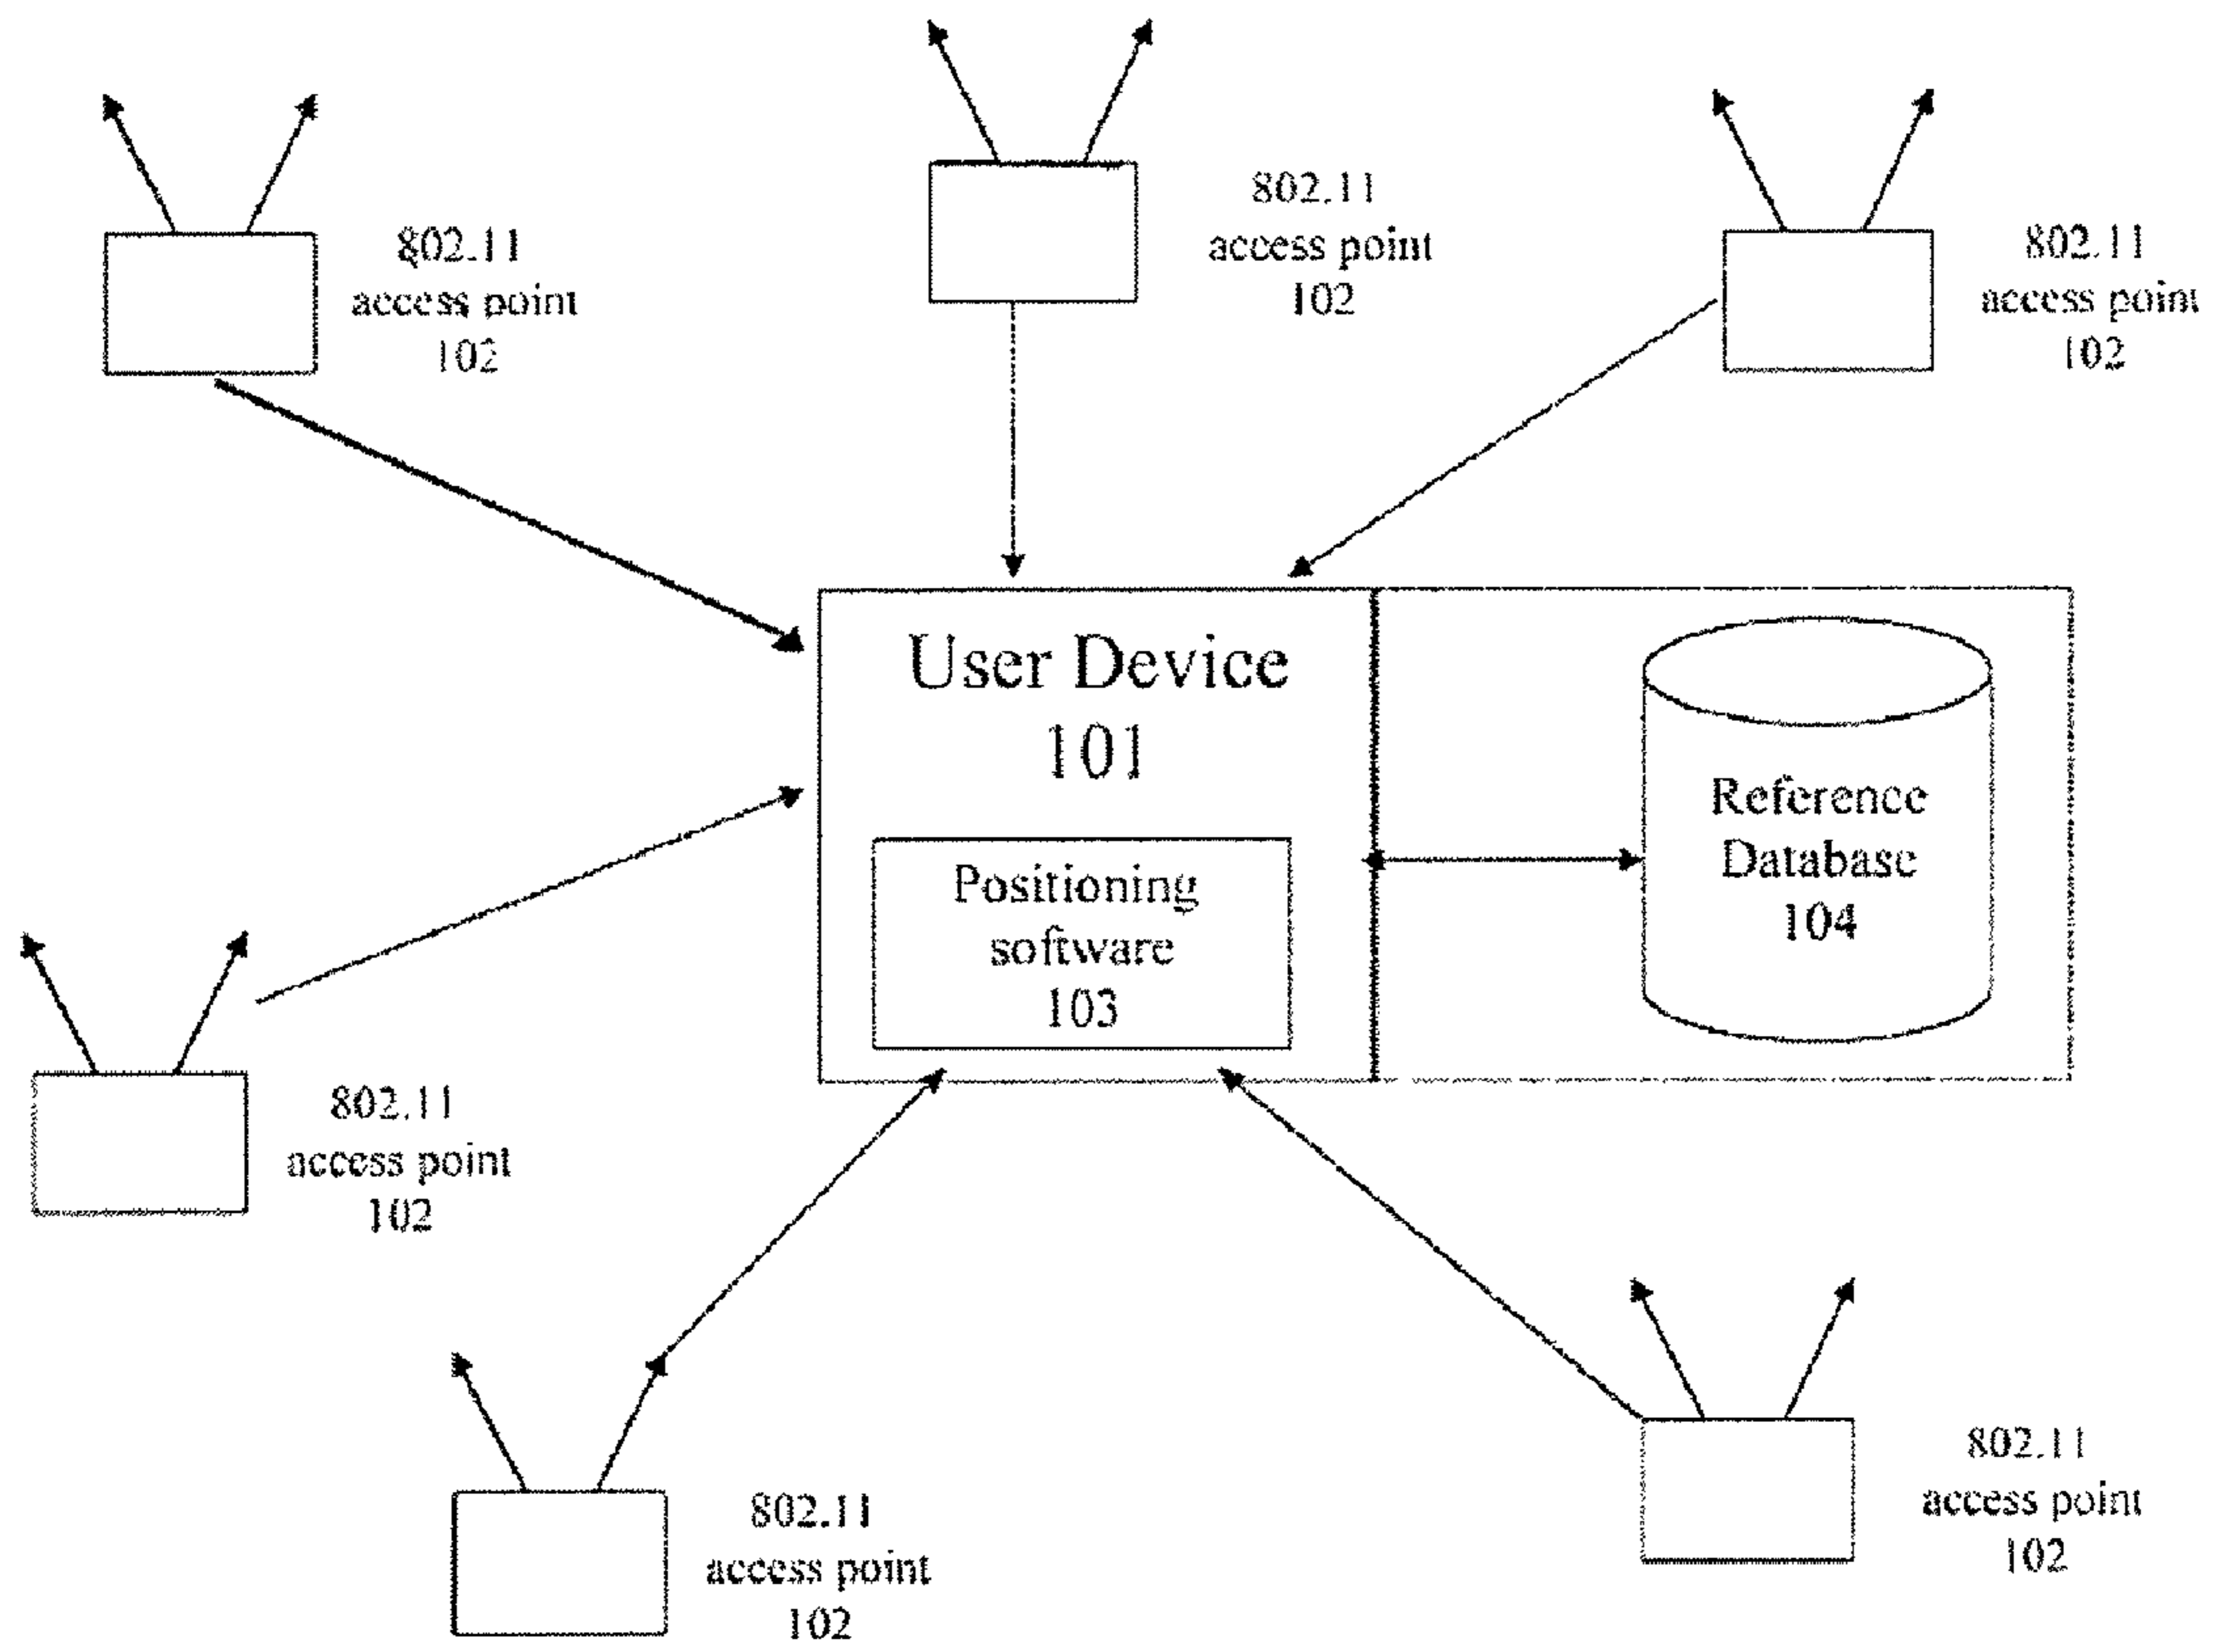 802.11
access point
102
802.11
access point
102
802.11
access point
102
User Device
101
Positioning
software
103
Reference
Database
104
802.11
access point
102
802.11
access point
102
802.11
access point
102